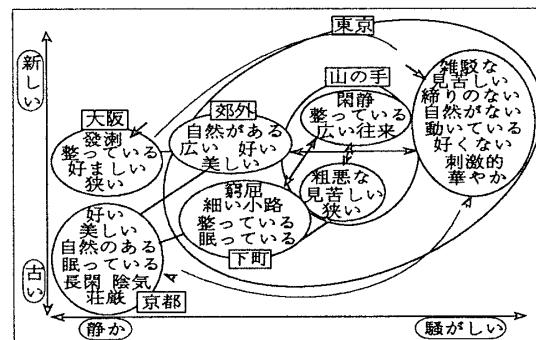 東京
新しい
古い
大阪
發溂
整っている
好ましい
狭い
郊外
自然がある
広い 好い
美しい
山の手
閑静
整っている
広い往来
粗悪な
見苦しい
狭い
雑駁な
見苦しい
締りのない
自然がない
動いている
好くない
刺激的
華やか
窮屈
細い小路
整っている
眠っている
下町
好い
美しい
自然のある
眠っている
長閑 陰気
荘厳
京都
静か
騒がしい